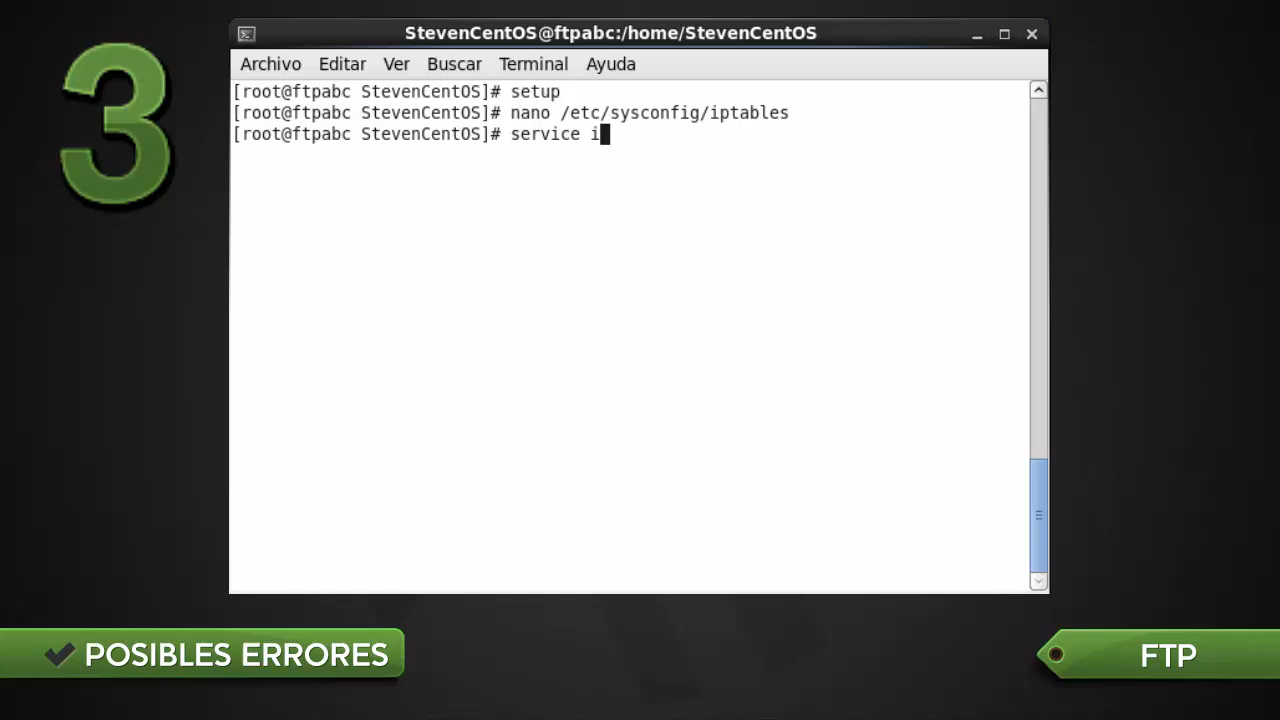 3
StevenCentOS@ftpabc:/home/StevenCentOS
Archivo Editar Ver Buscar Terminal Ayuda
[root@ftpabc StevenCentOS]# setup
[root@ftpabc StevenCentOS]# nano /etc/sysconfig/iptables
[root@ftpabc StevenCentOS]# service i
POSIBLES ERRORES
FTP